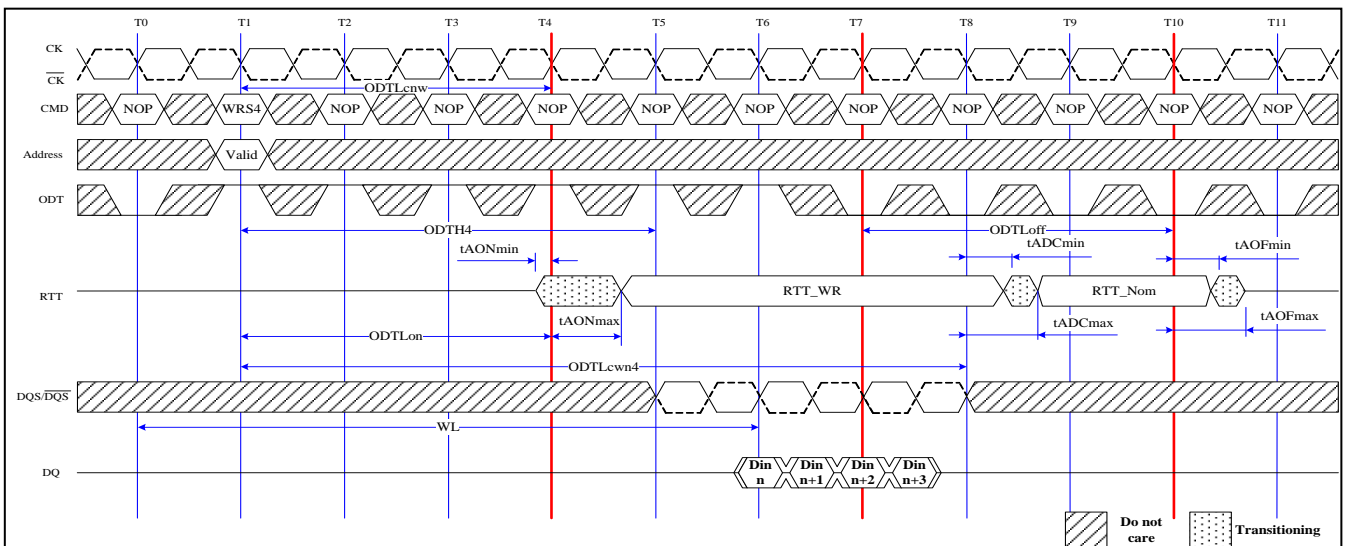 T0 T1 T2 T3 T4 T5 T6 T7 T8 T9 T10 T11
CK
CK
ODTLcnw
CMD NOP WRS4 NOP NOP NOP NOP NOP NOP NOP NOP NOP NOP
Address Valid
ODT
ODTH4 ODTLoff
tAONmin tADCmin tAOFmin
RTT RTT_WR RTT_Nom
tAONmax tADCmax tAOFmax
ODTLon
ODTLcwn4
DQS/DQS
WL
DQ Din n Din n+1 Din n+2 Din n+3
Do not care Transitioning